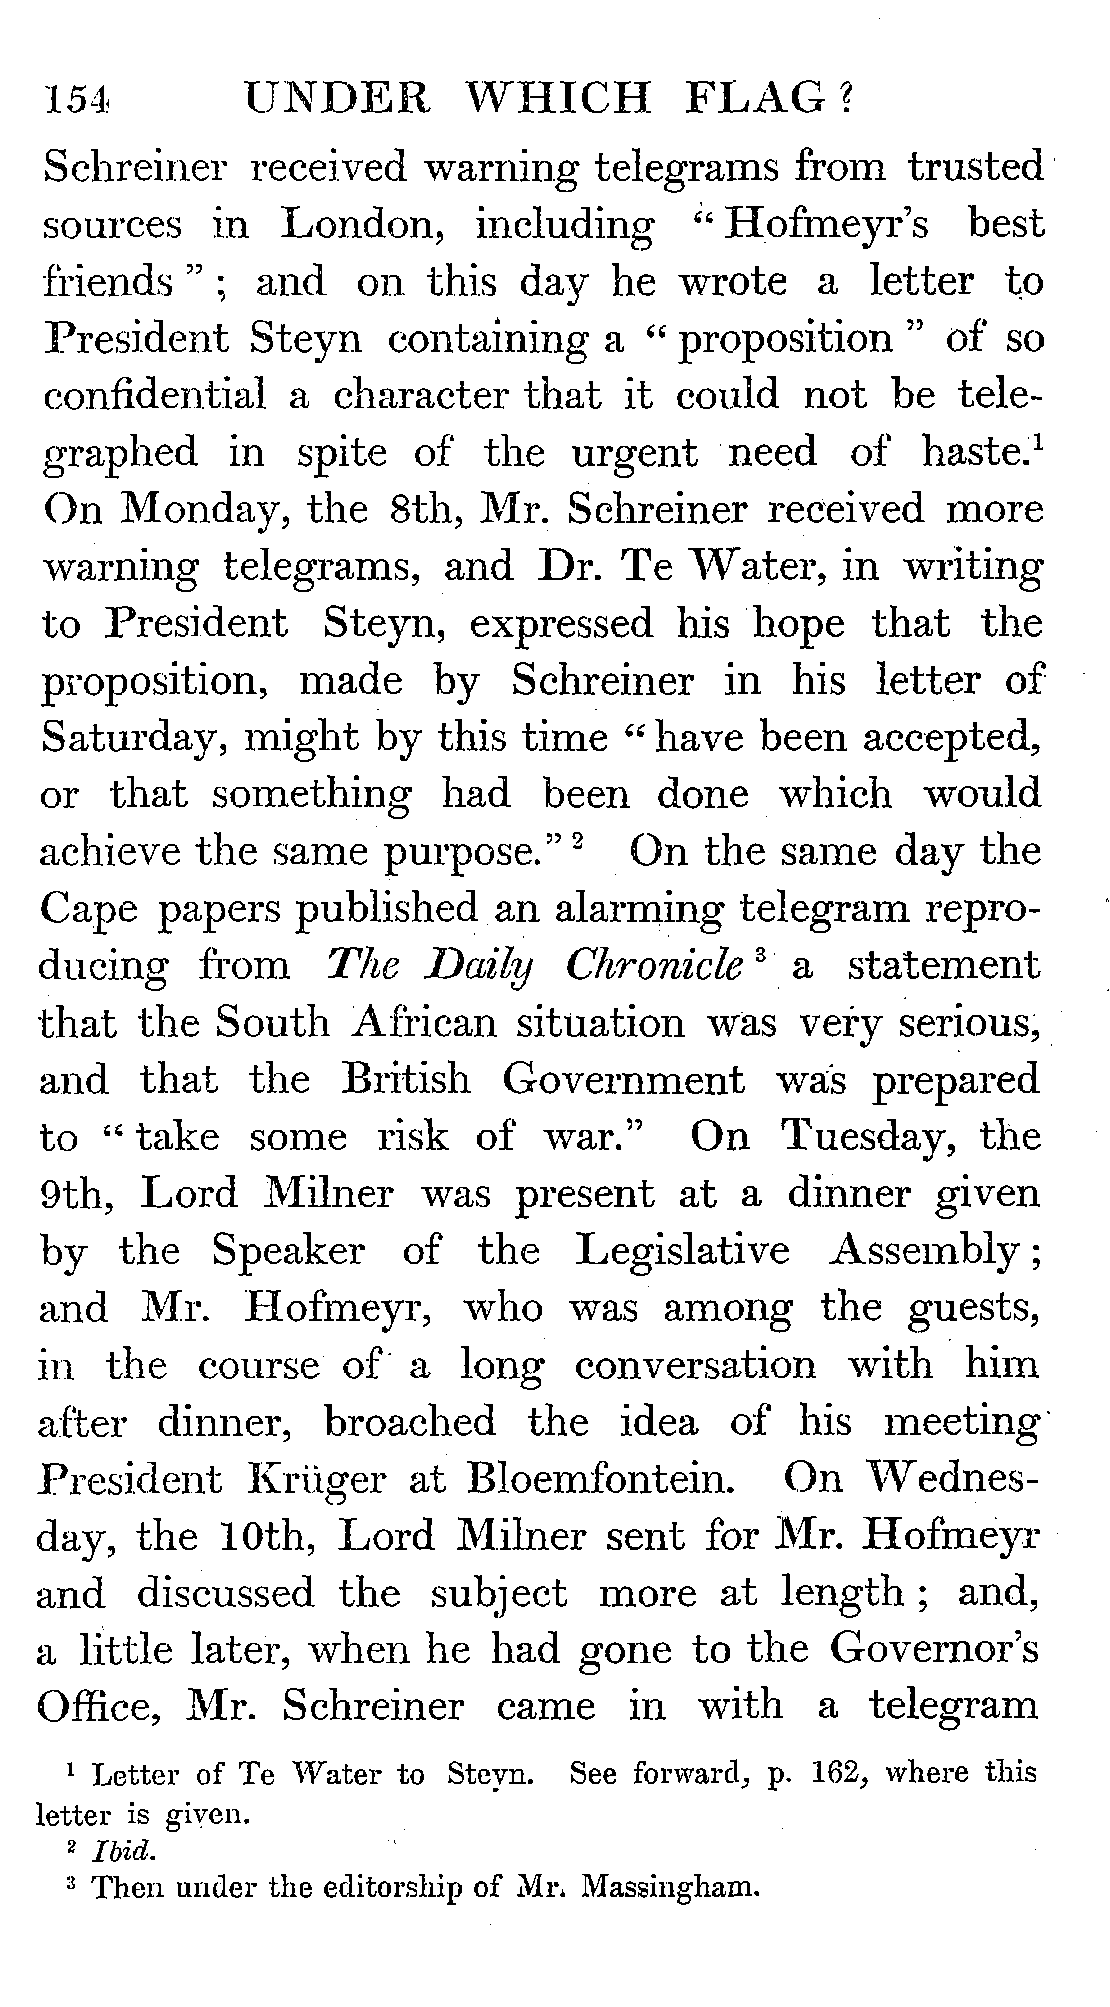 154 UNDER WHICH FLAG ?
Schreiner received warning telegrams from trusted
sources in London, including “ Hofmeyr’s best
friends ” ; and on this day he wrote a letter to
President Steyn containing a “ proposition ” of so
confidential a character that it could not be tele-
graphed in spite of the urgent need of haste.¹
On Monday, the 8th, Mr. Schreiner received more
warning telegrams, and Dr. Te Water, in writing
to President Steyn, expressed his hope that the
proposition, made by Schreiner in his letter of
Saturday, might by this time “ have been accepted,
or that something had been done which would
achieve the same purpose.” ² On the same day the
Cape papers published an alarming telegram repro-
ducing from The Daily Chronicle ³ a statement
that the South African situation was very serious,
and that the British Government was prepared
to “ take some risk of war.” On Tuesday, the
9th, Lord Milner was present at a dinner given
by the Speaker of the Legislative Assembly ;
and Mr. Hofmeyr, who was among the guests,
in the course of a long conversation with him
after dinner, broached the idea of his meeting
President Krüger at Bloemfontein. On Wednes-
day, the 10th, Lord Milner sent for Mr. Hofmeyr
and discussed the subject more at length ; and,
a little later, when he had gone to the Governor’s
Office, Mr. Schreiner came in with a telegram
¹ Letter of Te Water to Steyn. See forward, p. 162, where this
letter is given.
² Ibid.
³ Then under the editorship of Mr. Massingham.